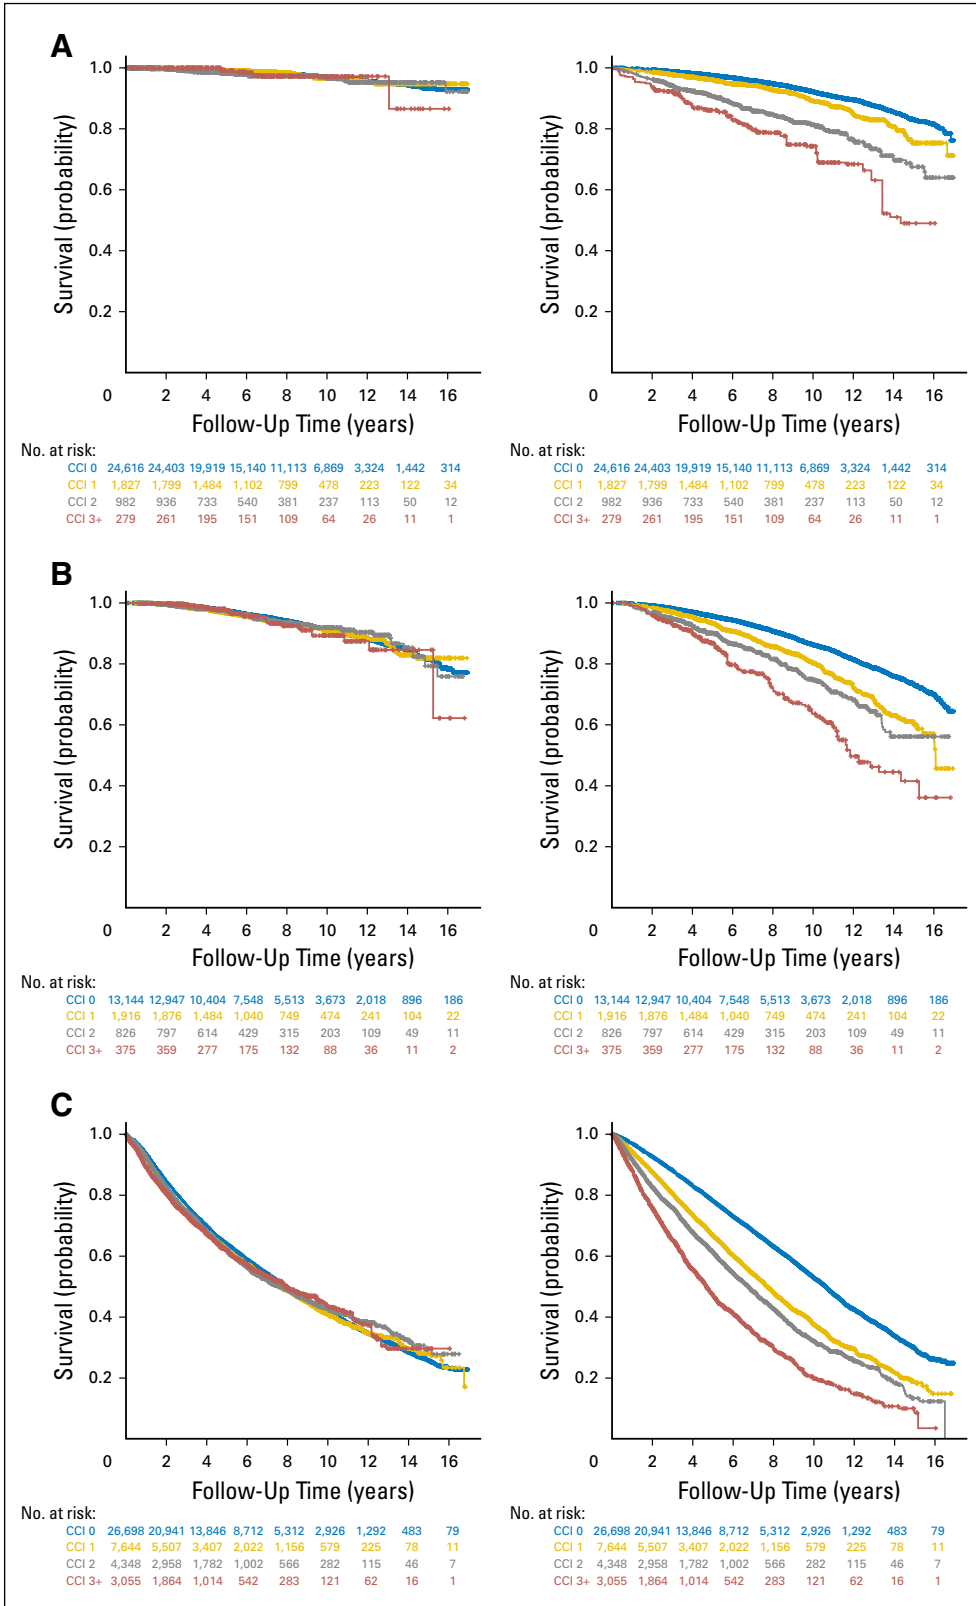 A
Survival (probability)
1.0
0.8
0.6
0.4
0.2
0 2 4 6 8 10 12 14 16
Follow-Up Time (years)
No. at risk:
CCI 0 24,616 24,403 19,919 15,140 11,113 6,869 3,324 1,442 314
CCI 1 1,827 1,799 1,484 1,102 799 478 223 122 34
CCI 2 982 936 733 540 381 237 113 50 12
CCI 3+ 279 261 195 151 109 64 26 11 1
Survival (probability)
1.0
0.8
0.6
0.4
0.2
0 2 4 6 8 10 12 14 16
Follow-Up Time (years)
No. at risk:
CCI 0 24,616 24,403 19,919 15,140 11,113 6,869 3,324 1,442 314
CCI 1 1,827 1,799 1,484 1,102 799 478 223 122 34
CCI 2 982 936 733 540 381 237 113 50 12
CCI 3+ 279 261 195 151 109 64 26 11 1
B
Survival (probability)
1.0
0.8
0.6
0.4
0.2
0 2 4 6 8 10 12 14 16
Follow-Up Time (years)
No. at risk:
CCI 0 13,144 12,947 10,404 7,548 5,513 3,673 2,018 896 186
CCI 1 1,916 1,876 1,484 1,040 749 474 241 104 22
CCI 2 826 797 614 429 315 203 109 49 11
CCI 3+ 375 359 277 175 132 88 36 11 2
Survival (probability)
1.0
0.8
0.6
0.4
0.2
0 2 4 6 8 10 12 14 16
Follow-Up Time (years)
No. at risk:
CCI 0 13,144 12,947 10,404 7,548 5,513 3,673 2,018 896 186
CCI 1 1,916 1,876 1,484 1,040 749 474 241 104 22
CCI 2 826 797 614 429 315 203 109 49 11
CCI 3+ 375 359 277 175 132 88 36 11 2
C
Survival (probability)
1.0
0.8
0.6
0.4
0.2
0 2 4 6 8 10 12 14 16
Follow-Up Time (years)
No. at risk:
CCI 0 26,698 20,941 13,846 8,712 5,312 2,926 1,292 483 79
CCI 1 7,644 5,507 3,407 2,022 1,156 579 225 78 11
CCI 2 4,348 2,958 1,782 1,002 566 282 115 46 7
CCI 3+ 3,055 1,864 1,014 542 283 121 62 16 1
Survival (probability)
1.0
0.8
0.6
0.4
0.2
0 2 4 6 8 10 12 14 16
Follow-Up Time (years)
No. at risk:
CCI 0 26,698 20,941 13,846 8,712 5,312 2,926 1,292 483 79
CCI 1 7,644 5,507 3,407 2,022 1,156 579 225 78 11
CCI 2 4,348 2,958 1,782 1,002 566 282 115 46 7
CCI 3+ 3,055 1,864 1,014 542 283 121 62 16 1